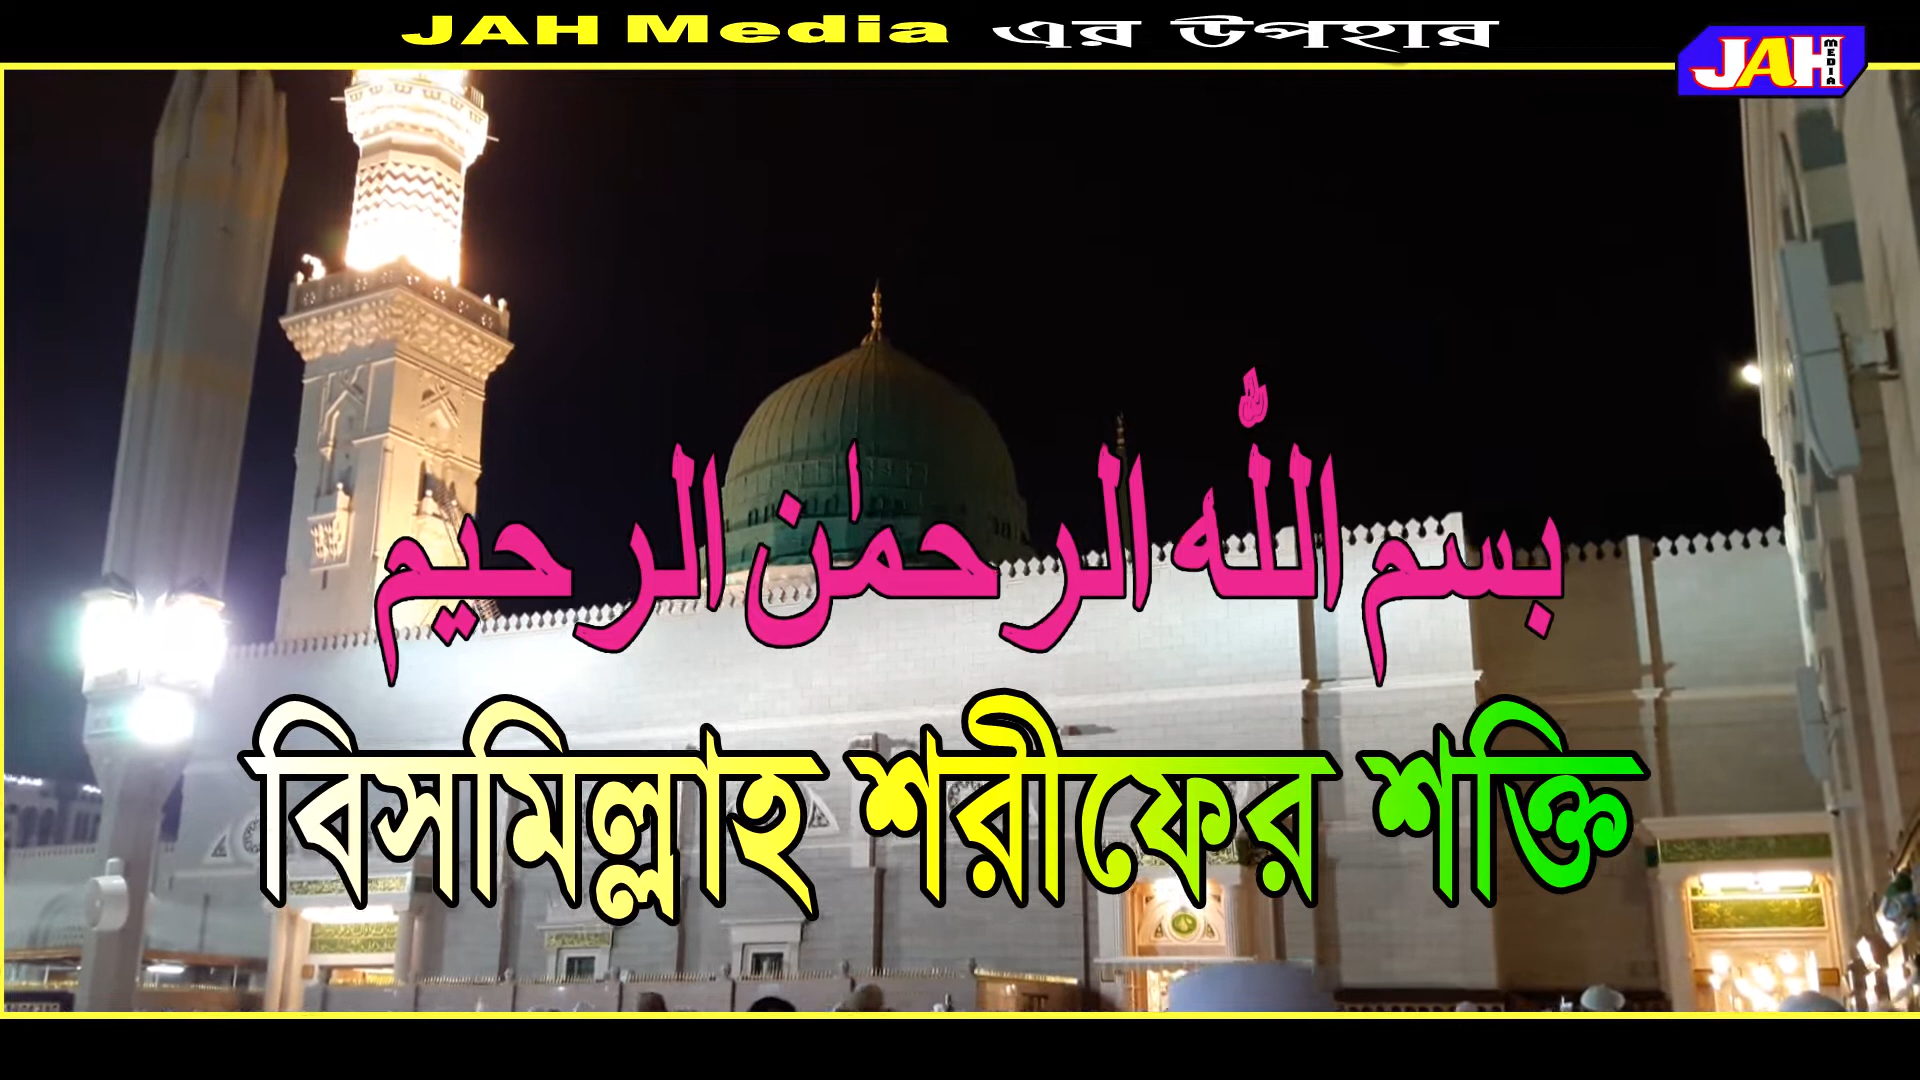 JAH Media এর উপহার
JAH MEDIA
بسم الله الرحمٰن الرحيم
বিসমিল্লাহ শরীফের শক্তি